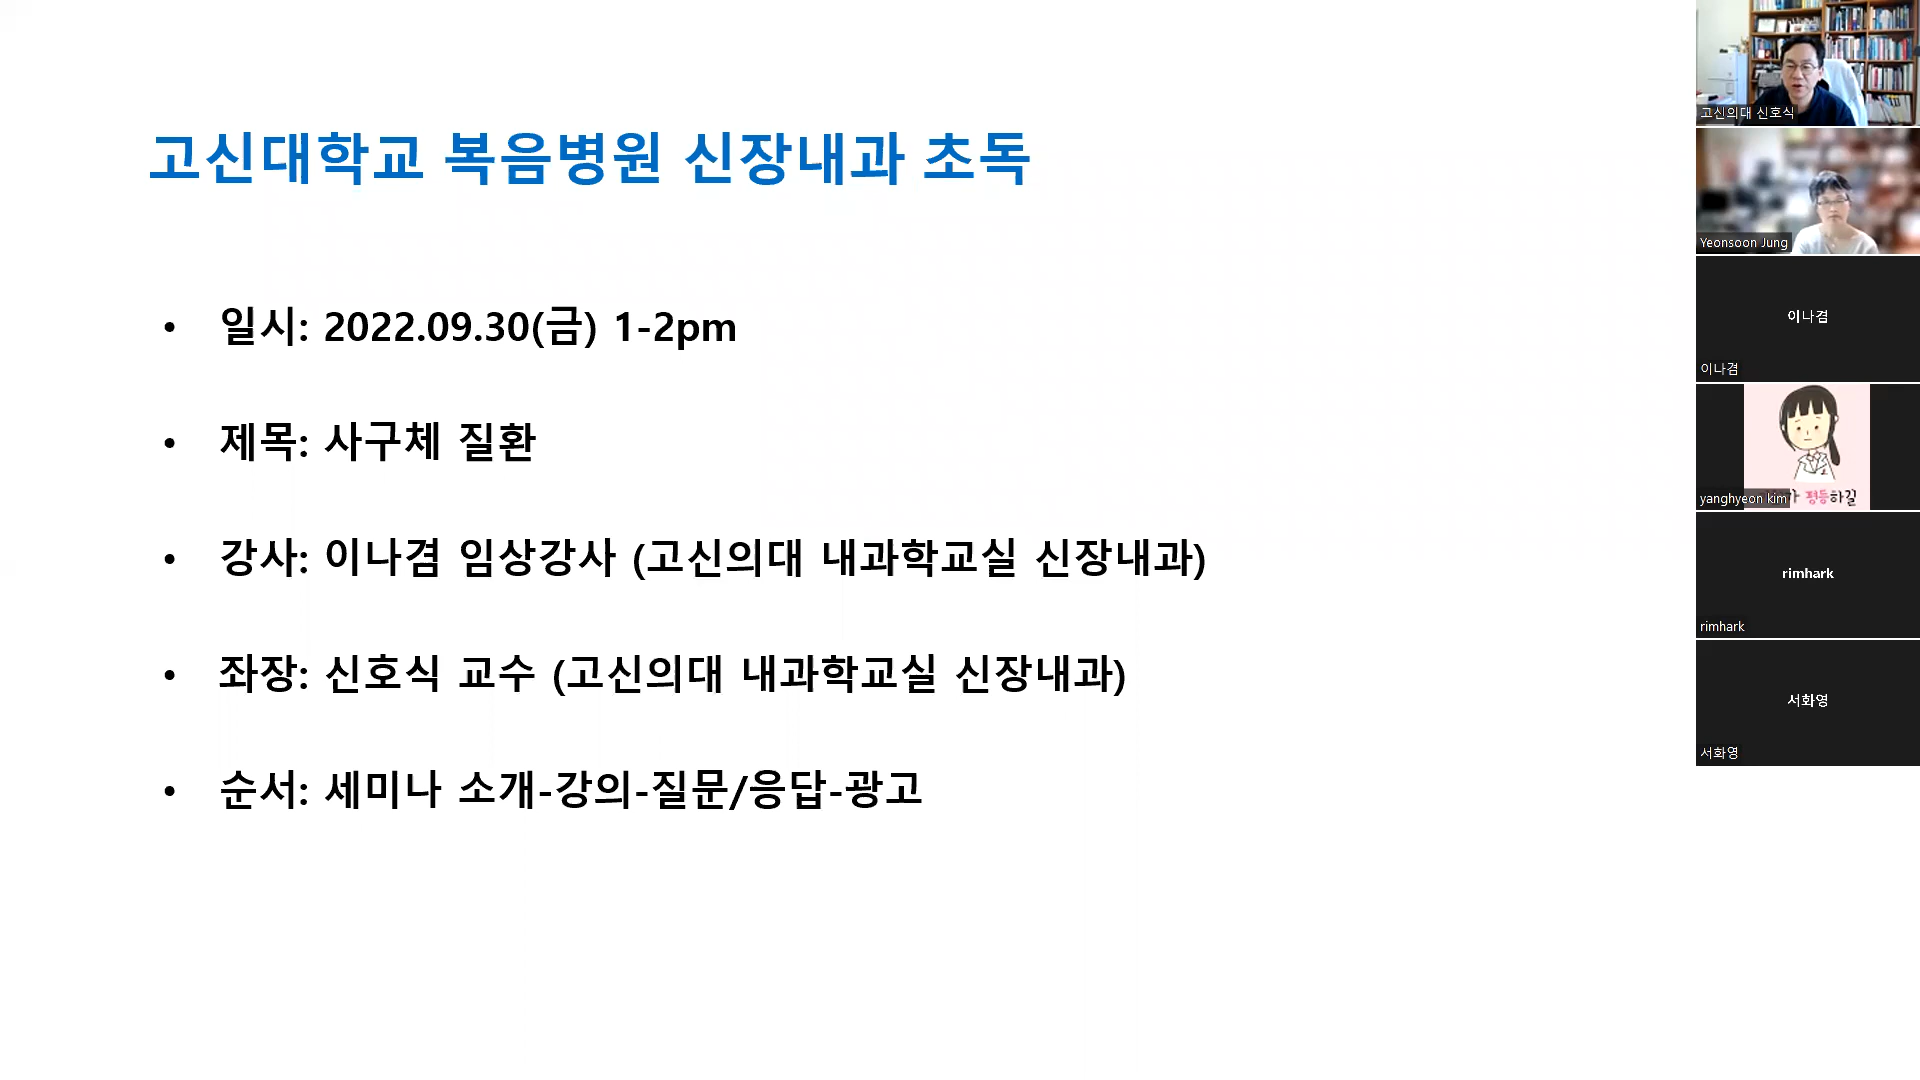 고신대학교 복음병원 신장내과 초독
• 일시: 2022.09.30(금) 1-2pm
• 제목: 사구체 질환
• 강사: 이나겸 임상강사 (고신의대 내과학교실 신장내과)
• 좌장: 신호식 교수 (고신의대 내과학교실 신장내과)
• 순서: 세미나 소개-강의-질문/응답-광고
고신의대 신호식
Yeonsoon Jung
이나겸
이나겸
yanghyeon kim
가 평등하길
rimhark
rimhark
서화영
서화영